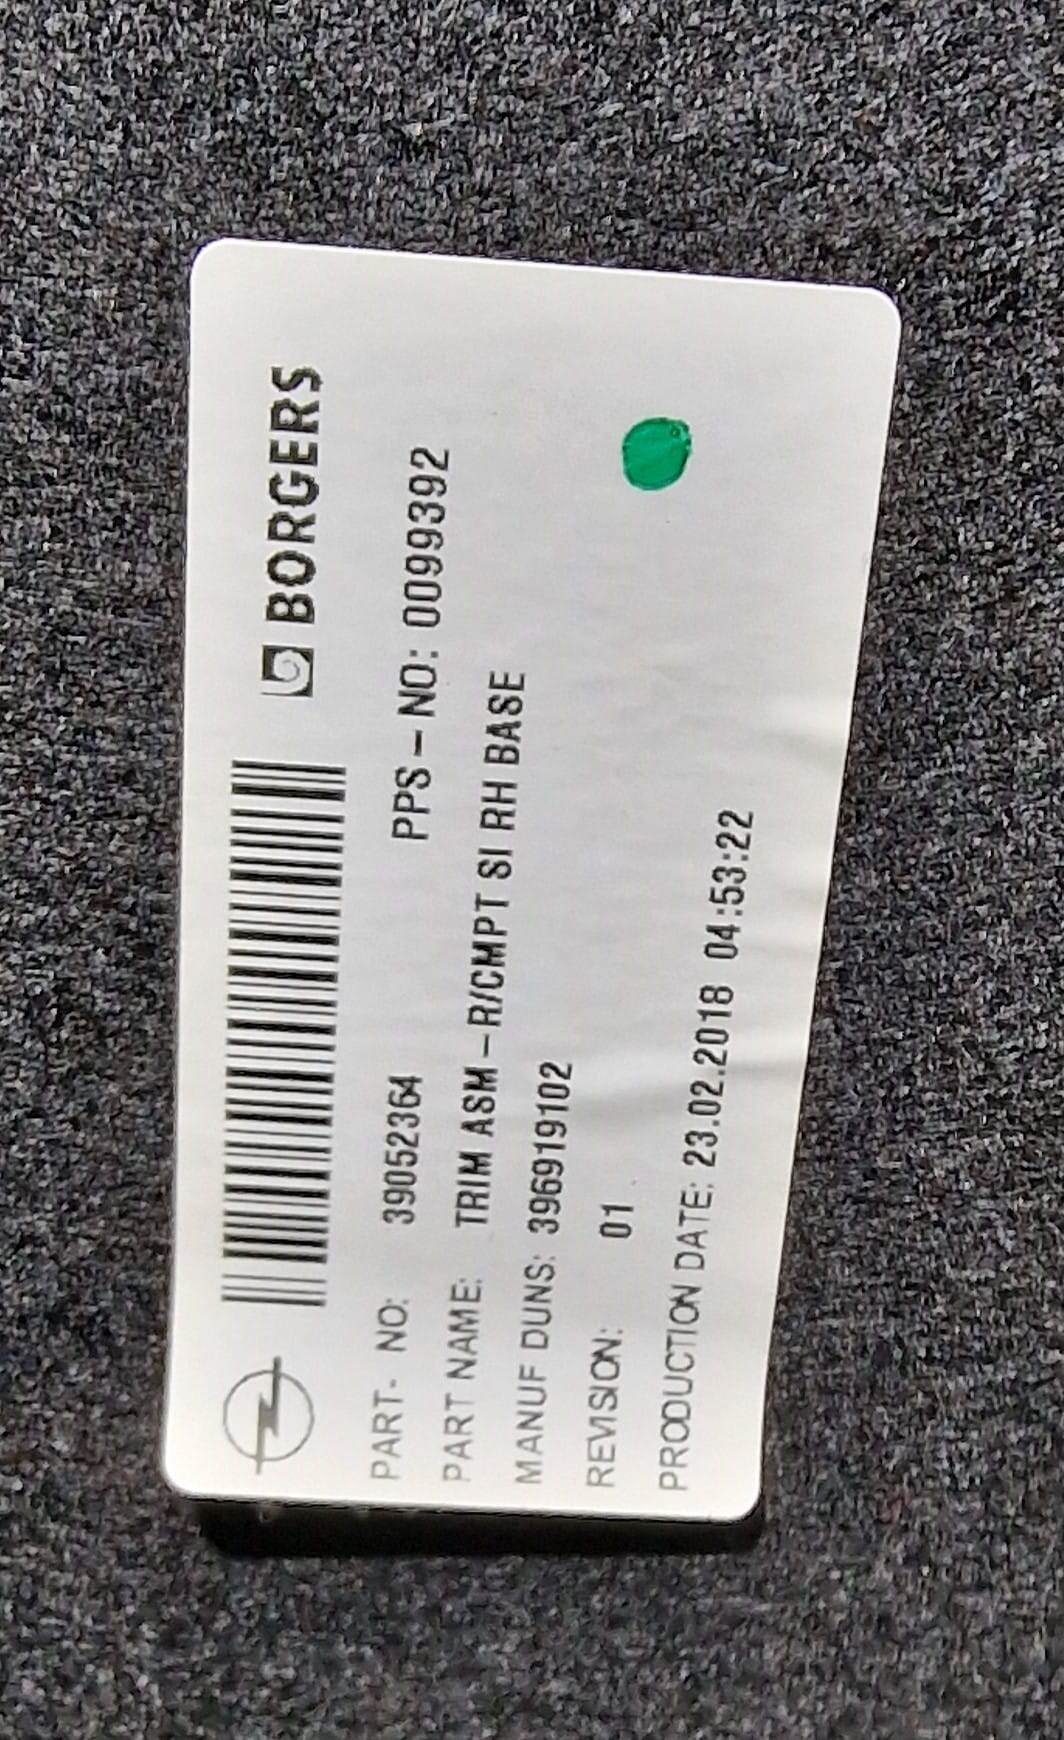 BORGERS
PART- NO: 39052364 PPS-NO: 0099392
PART NAME: TRIM ASM-R/CMPT SI RH BASE
MANUF DUNS: 396919102
REVISION: 01
PRODUCTION DATE: 23.02.2018 04:53:22